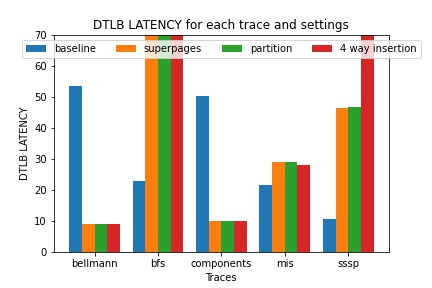 DTLB LATENCY for each trace and settings
baseline superpages partition 4 way insertion
70
60
50
40
30
20
10
0
DTLB LATENCY
bellmann bfs components mis sssp
Traces